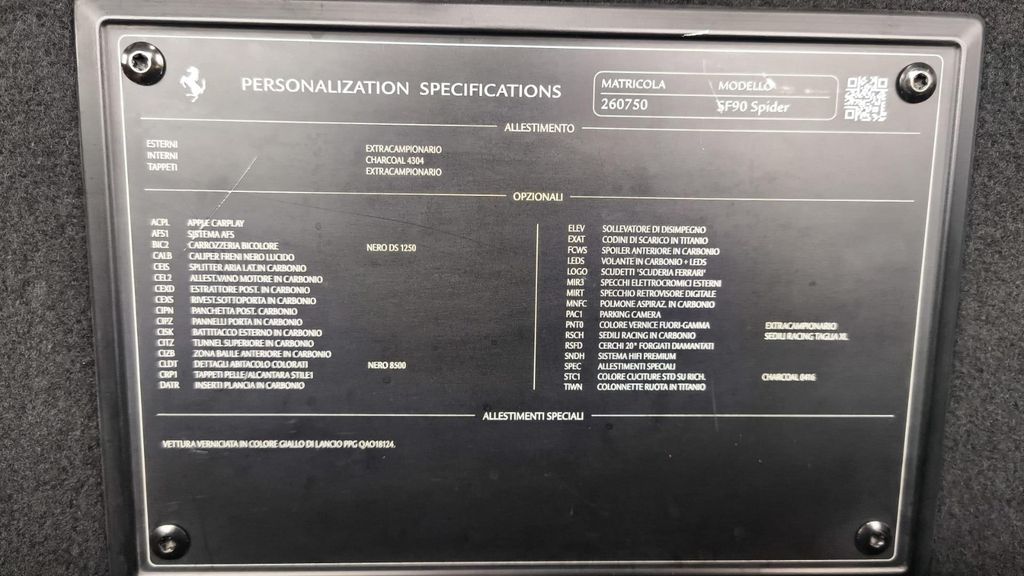 PERSONALIZATION SPECIFICATIONS
MATRICOLA MODELLO
260750 SF90 Spider
ALLESTIMENTO
ESTERNI EXTRACAMPIONARIO
INTERNI CHARCOAL 4304
TAPPETI EXTRACAMPIONARIO
OPZIONALI
ACPL APPLE CARPLAY
AFS1 SISTEMA AFS
BIC2 CARROZZERIA BICOLORE NERO DS 1250
CALB CALIPER FRENI NERO LUCIDO
CEIS SPLITTER ARIA LAT.IN CARBONIO
CEL2 ALLEST.VANO MOTORE IN CARBONIO
CEXD ESTRATTORE POST. IN CARBONIO
CEXS RIVEST.SOTTOPORTA IN CARBONIO
CIPN PANCHETTA POST. CARBONIO
CIPZ PANNELLI PORTA IN CARBONIO
CISK BATTITACCO ESTERNO IN CARBONIO
CITZ TUNNEL SUPERIORE IN CARBONIO
CIZB ZONA BAULE ANTERIORE IN CARBONIO
CLDT DETTAGLI ABITACOLO COLORATI NERO 8500
CRP1 TAPPETI PELLE/ALCANTARA STILE1
DATR INSERTI PLANCIA IN CARBONIO
ELEV SOLLEVATORE DI DISIMPEGNO
EXAT CODINI DI SCARICO IN TITANIO
FCWS SPOILER ANTERIORE IN CARBONIO
LEDS VOLANTE IN CARBONIO + LEDS
LOGO SCUDETTI "SCUDERIA FERRARI"
MIR3 SPECCHI ELETTROCROMICI ESTERNI
MIRT SPECCHIO RETROVISORE DIGITALE
MNFC POLMONE ASPIRAZ. IN CARBONIO
PAC1 PARKING CAMERA
PNT0 COLORE VERNICE FUORI-GAMMA EXTRACAMPIONARIO
RSCH SEDILI RACING IN CARBONIO SEDILI RACING TAGLIA XL
RSFD CERCHI 20" FORGIATI DIAMANTATI
SNDH SISTEMA HIFI PREMIUM
SPEC ALLESTIMENTI SPECIALI
STC1 COLORE CUCITURE STD SU RICH. CHARCOAL 0416
TIWN COLONNETTE RUOTA IN TITANIO
ALLESTIMENTI SPECIALI
VETTURA VERNICIATA IN COLORE GIALLO DI LANCIO PPG QAO18124.